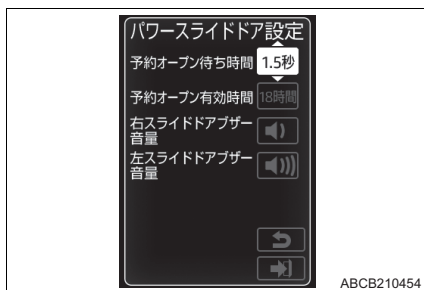 パワースライドドア設定
予約オープン待ち時間 1.5秒
予約オープン有効時間 18時間
右スライドドアブザー
音量
左スライドドアブザー
音量
ABCB210454